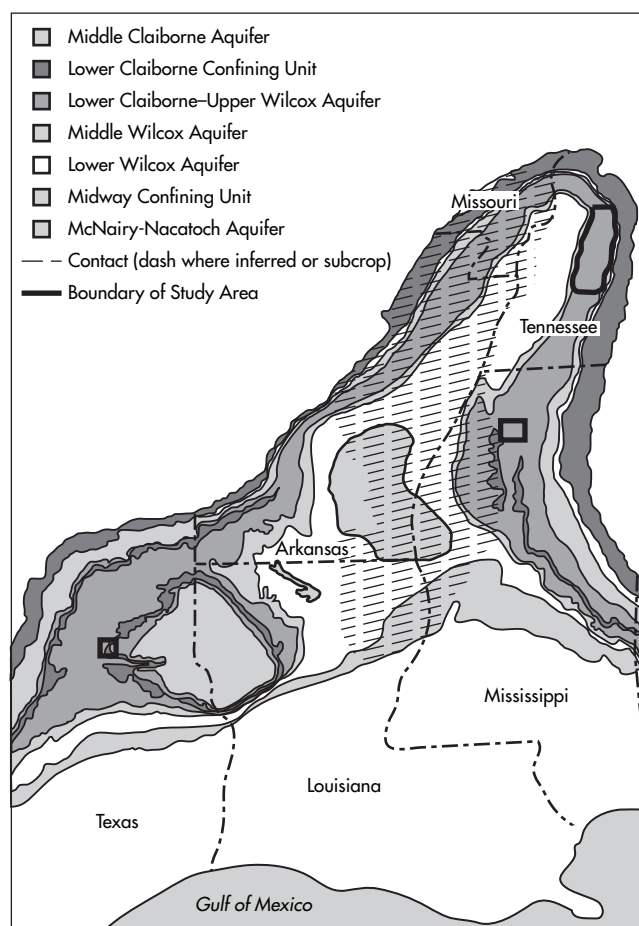 Middle Claiborne Aquifer
Lower Claiborne Confining Unit
Lower Claiborne–Upper Wilcox Aquifer
Middle Wilcox Aquifer
Lower Wilcox Aquifer
Midway Confining Unit
McNairy-Nacatoch Aquifer
Contact (dash where inferred or subcrop)
Boundary of Study Area
Missouri
Tennessee
Arkansas
Mississippi
Louisiana
Texas
Gulf of Mexico